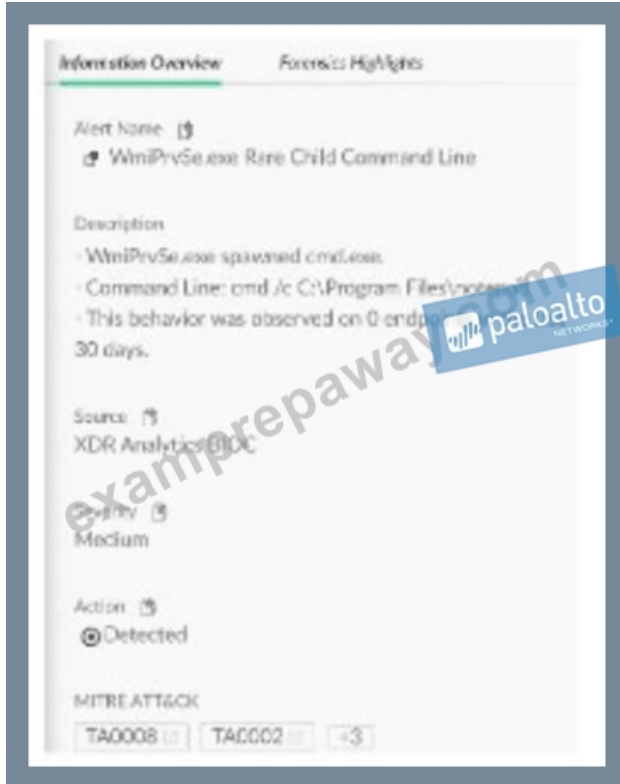 Information Overview Forensics Highlights
Alert Name
WmiPrvSe.exe Rare Child Command Line
Description
- WmiPrvSe.exe spawned cmd.exe.
- Command Line: cmd /c C:\Program Files\
- This behavior was observed on 0
30 days.
Source
XDR Analytics BIOC
Severity
Medium
Action
Detected
MITRE ATT&CK
TA0008 TA0002 +3
examprepaway.com
paloalto
NETWORKS